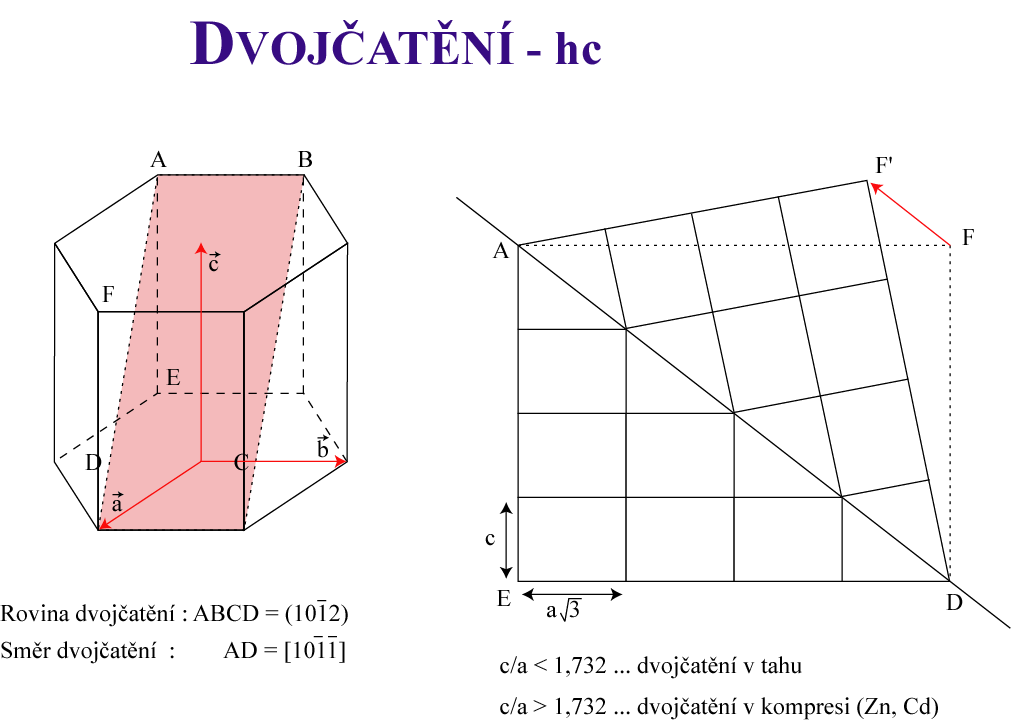 DVOJČATĚNÍ - hc
A B
c⃗
F
E
D C b⃗
a⃗
Rovina dvojčatění : ABCD = (101̅2)
Směr dvojčatění : AD = [101̅1̅]
F'
A F
c
E a√3 D
c/a < 1,732 ... dvojčatění v tahu
c/a > 1,732 ... dvojčatění v kompresi (Zn, Cd)